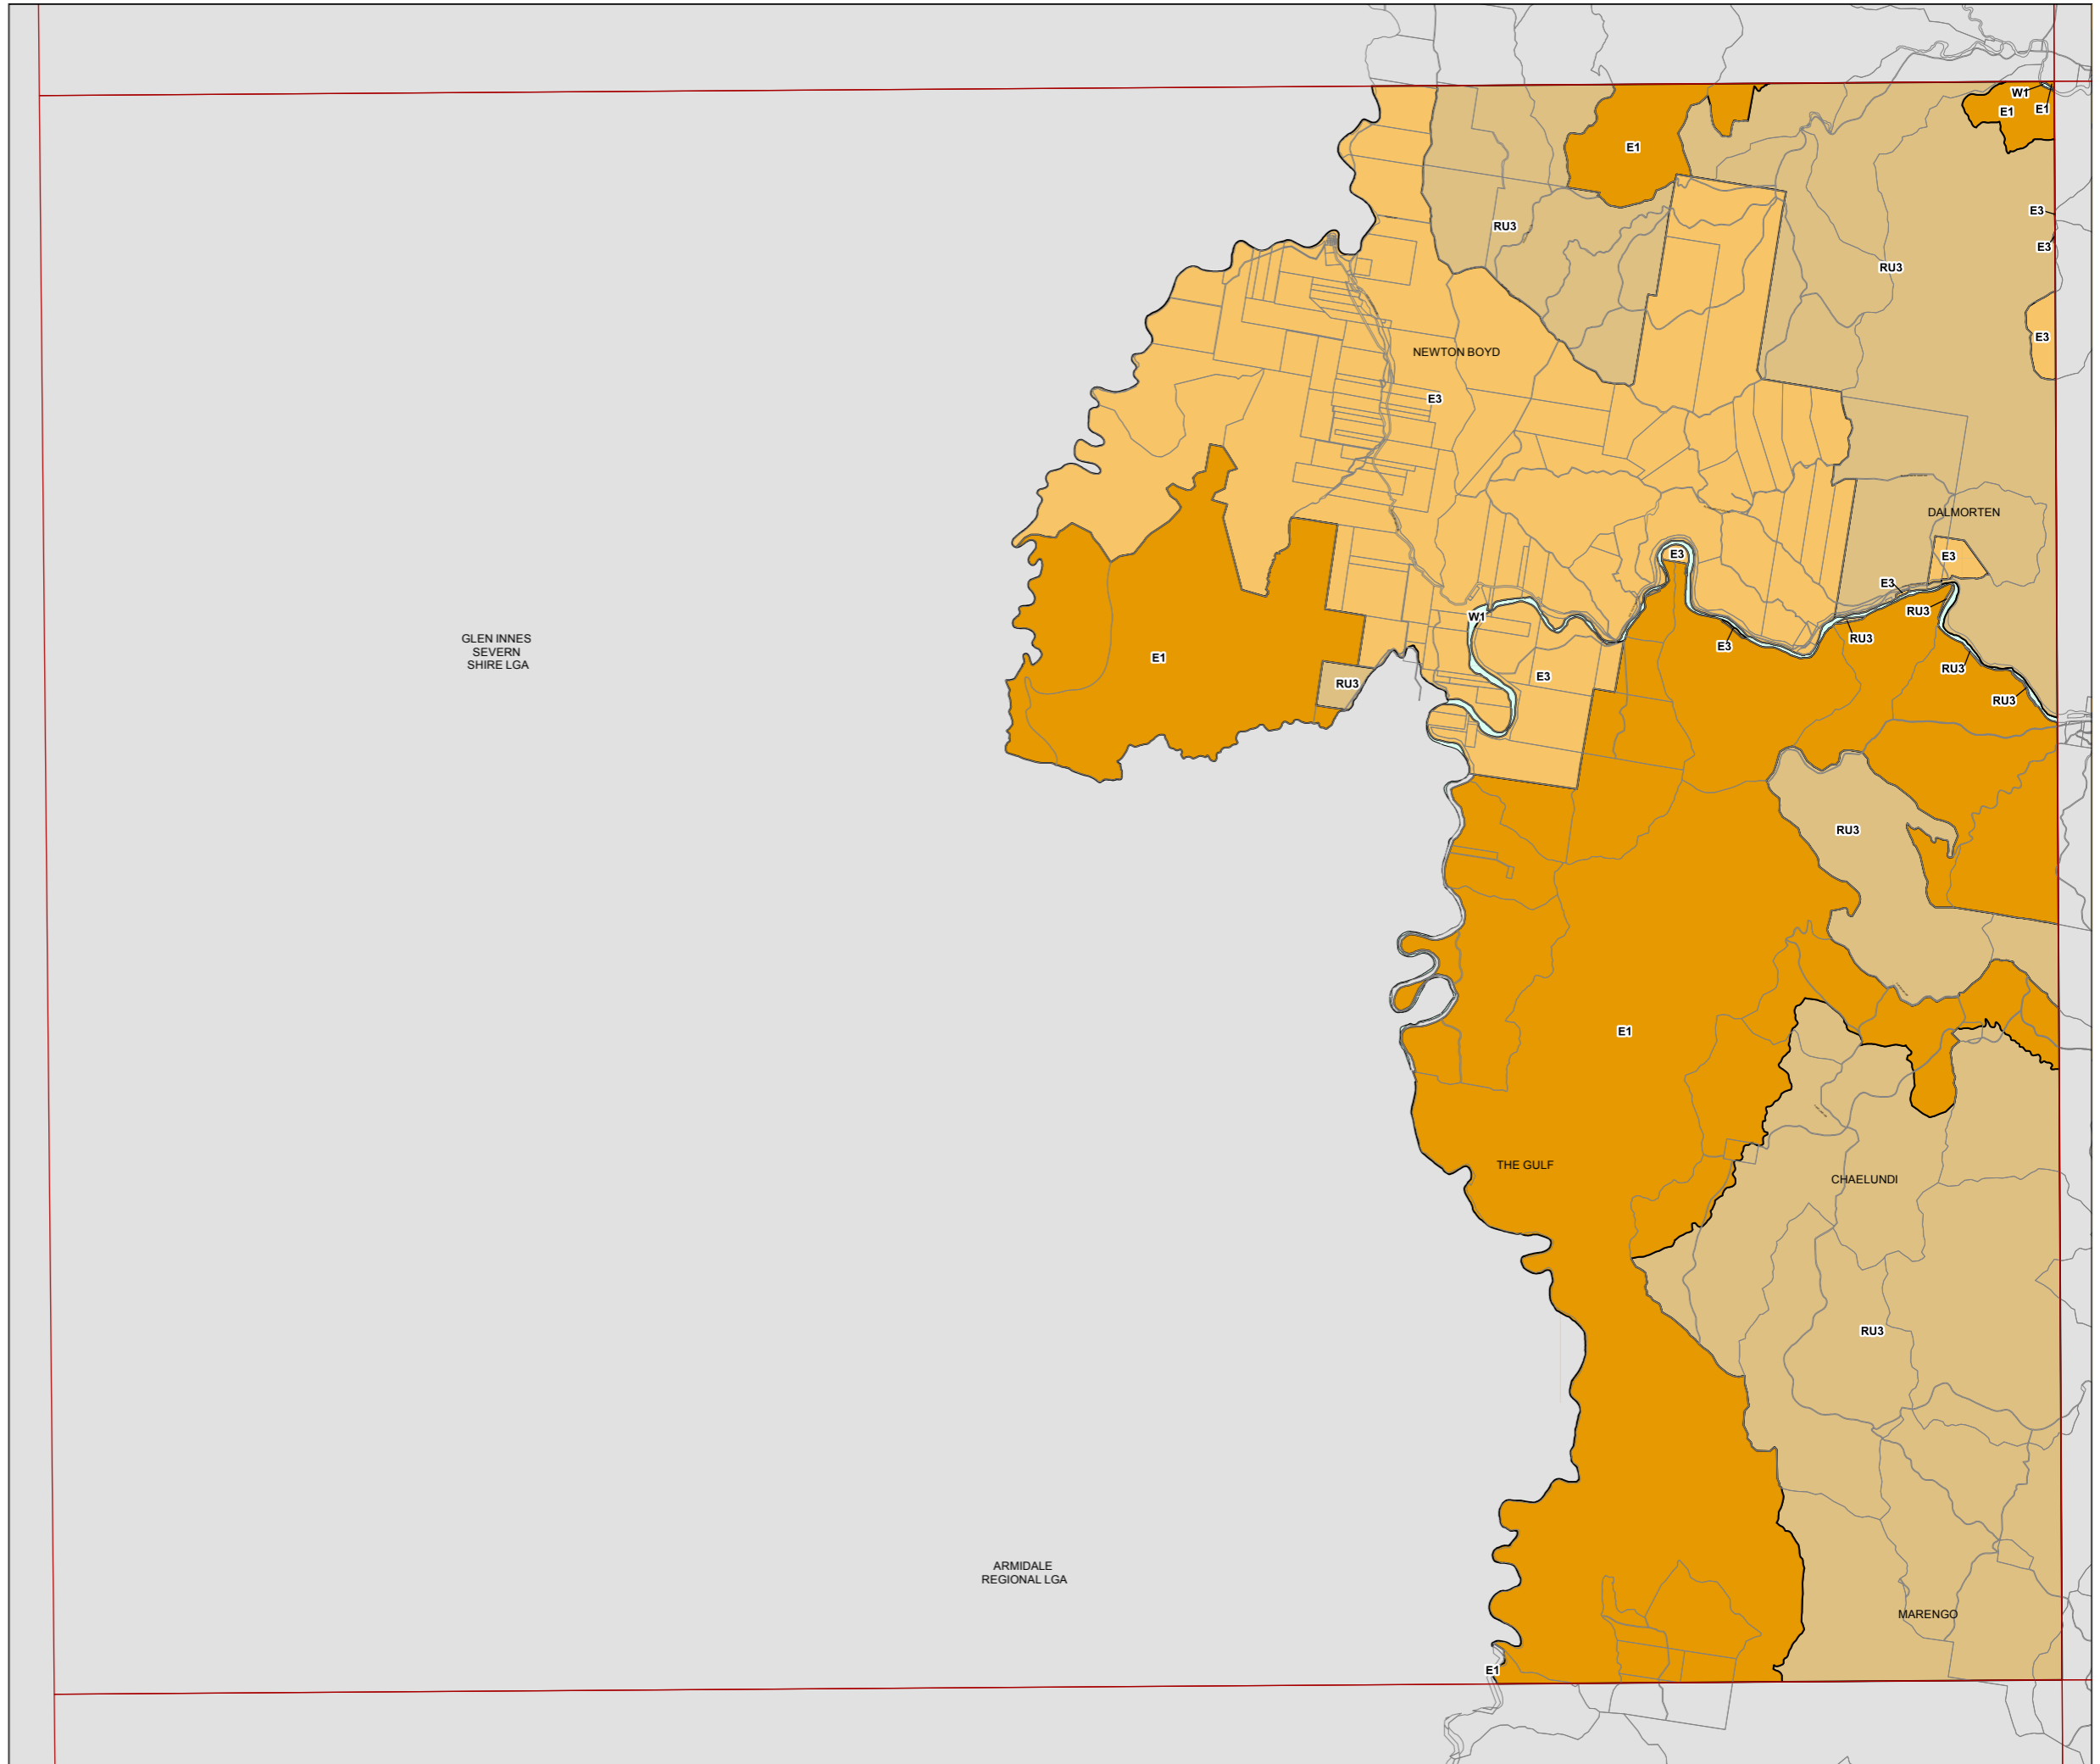 W1
E1
E1
E1
E3
RU3
E3
RU3
E3
NEWTON BOYD
E3
DALMORTEN
E3
E3
E3
RU3
W1
GLEN INNES
SEVERN
SHIRE LGA
RU3
E3
E1
RU3
E3
RU3
RU3
RU3
E1
THE GULF
CHAELUNDI
RU3
ARMIDALE
REGIONAL LGA
MARENGO
E1